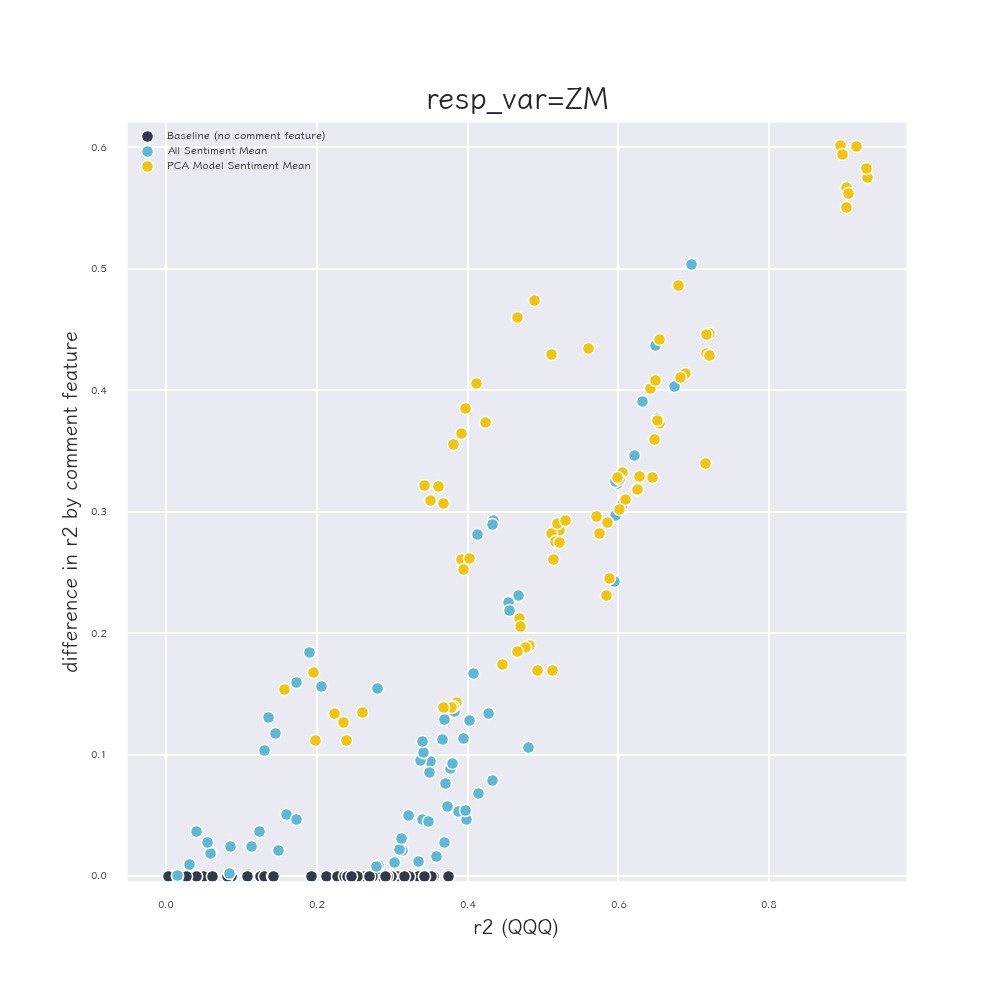 resp_var=ZM
Baseline (no comment feature)
All Sentiment Mean
PCA Model Sentiment Mean
difference in r2 by comment feature
0.6
0.5
0.4
0.3
0.2
0.1
0.0
0.0 0.2 0.4 0.6 0.8
r2 (QQQ)